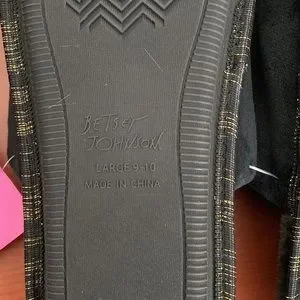 BETSEY
JOHNSON
LARGE 9-10
MADE IN CHINA